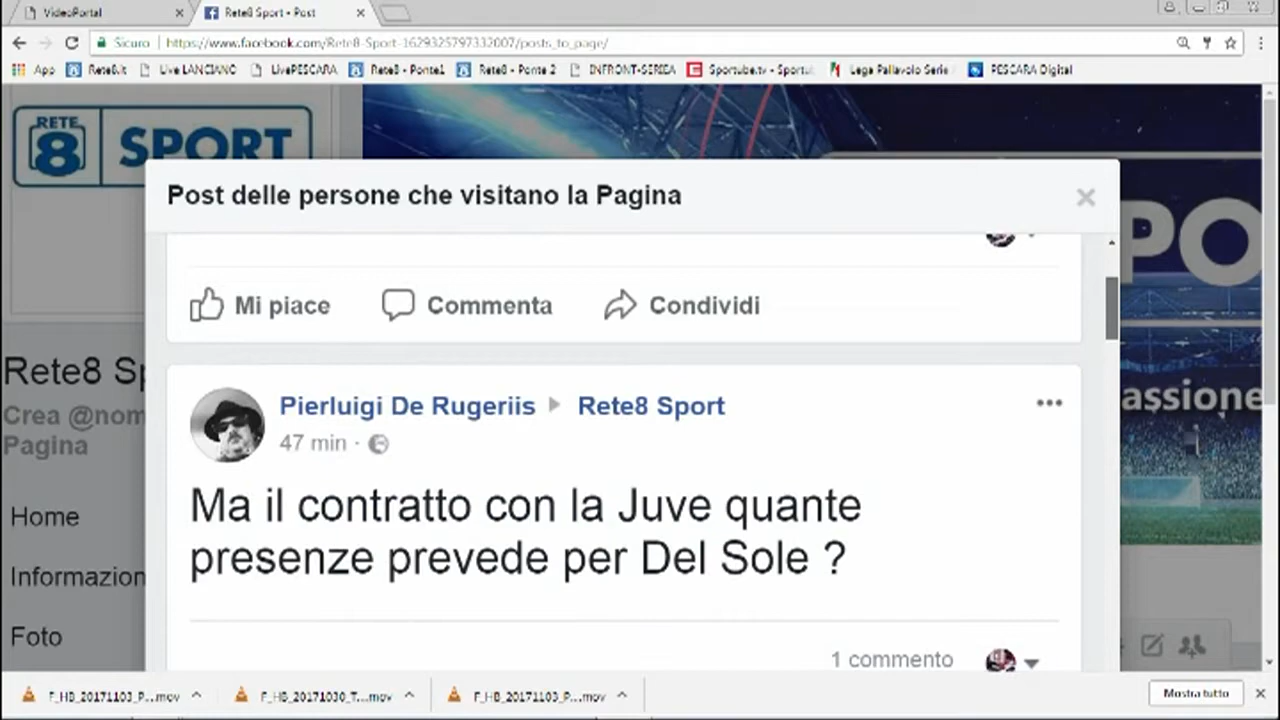 VideoPortal
Rete8 Sport - Post
Sicuro
https://www.facebook.com/Rete8-Sport-1629325797332007/posts_to_page/
App
Rete8.it
Live LANCIANO
LivePESCARA
Rete8 - Ponte1
Rete8 - Ponte 2
INFRONT-SERIEA
Sportube.tv - Sportu
Lega Pallavolo Serie
PESCARA Digital
RETE 8 SPORT
Post delle persone che visitano la Pagina
Mi piace
Commenta
Condividi
PO
Rete8 Sp
Crea @nom
Pagina
assione
Pierluigi De Rugeriis
Rete8 Sport
47 min
Ma il contratto con la Juve quante
presenze prevede per Del Sole ?
Home
Informazion
Foto
1 commento
F_HB_20171103_P....mov
F_HB_20171030_T....mov
F_HB_20171103_P....mov
Mostra tutto